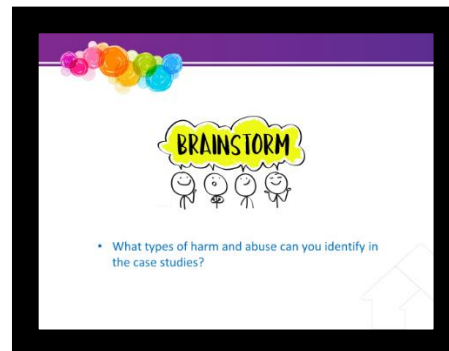 BRAINSTORM
• What types of harm and abuse can you identify in
the case studies?